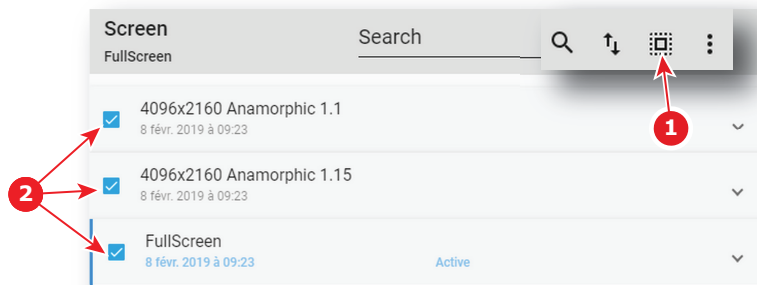 Screen
FullScreen
Search
1
4096x2160 Anamorphic 1.1
8 févr. 2019 à 09:23
2
4096x2160 Anamorphic 1.15
8 févr. 2019 à 09:23
FullScreen
8 févr. 2019 à 09:23
Active